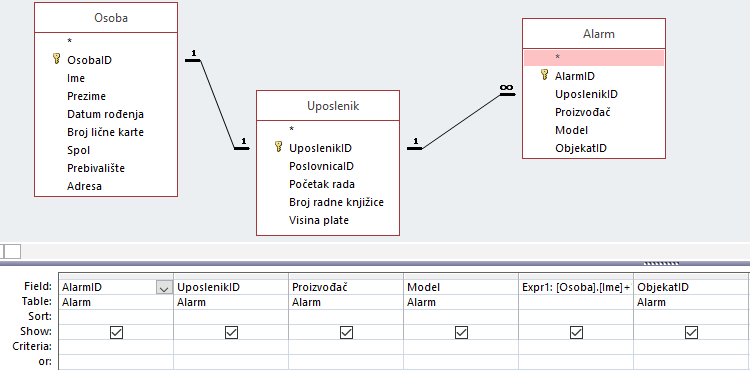 Osoba
*
OsobaID
Ime
Prezime
Datum rođenja
Broj lične karte
Spol
Prebivalište
Adresa
1
1
Uposlenik
*
UposlenikID
PoslovnicaID
Početak rada
Broj radne knjižice
Visina plate
1
∞
Alarm
*
AlarmID
UposlenikID
Proizvođač
Model
ObjekatID
Field: AlarmID UposlenikID Proizvođač Model Expr1: [Osoba].[Ime]+ ObjekatID
Table: Alarm Alarm Alarm Alarm Alarm
Sort:
Show:
Criteria:
or: